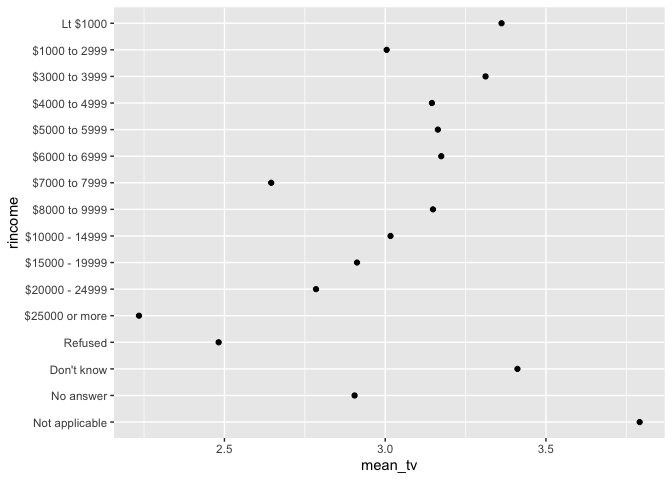 Lt $1000
$1000 to 2999
$3000 to 3999
$4000 to 4999
$5000 to 5999
$6000 to 6999
$7000 to 7999
$8000 to 9999
$10000 - 14999
$15000 - 19999
$20000 - 24999
$25000 or more
Refused
Don't know
No answer
Not applicable
rincome
2.5 3.0 3.5
mean_tv